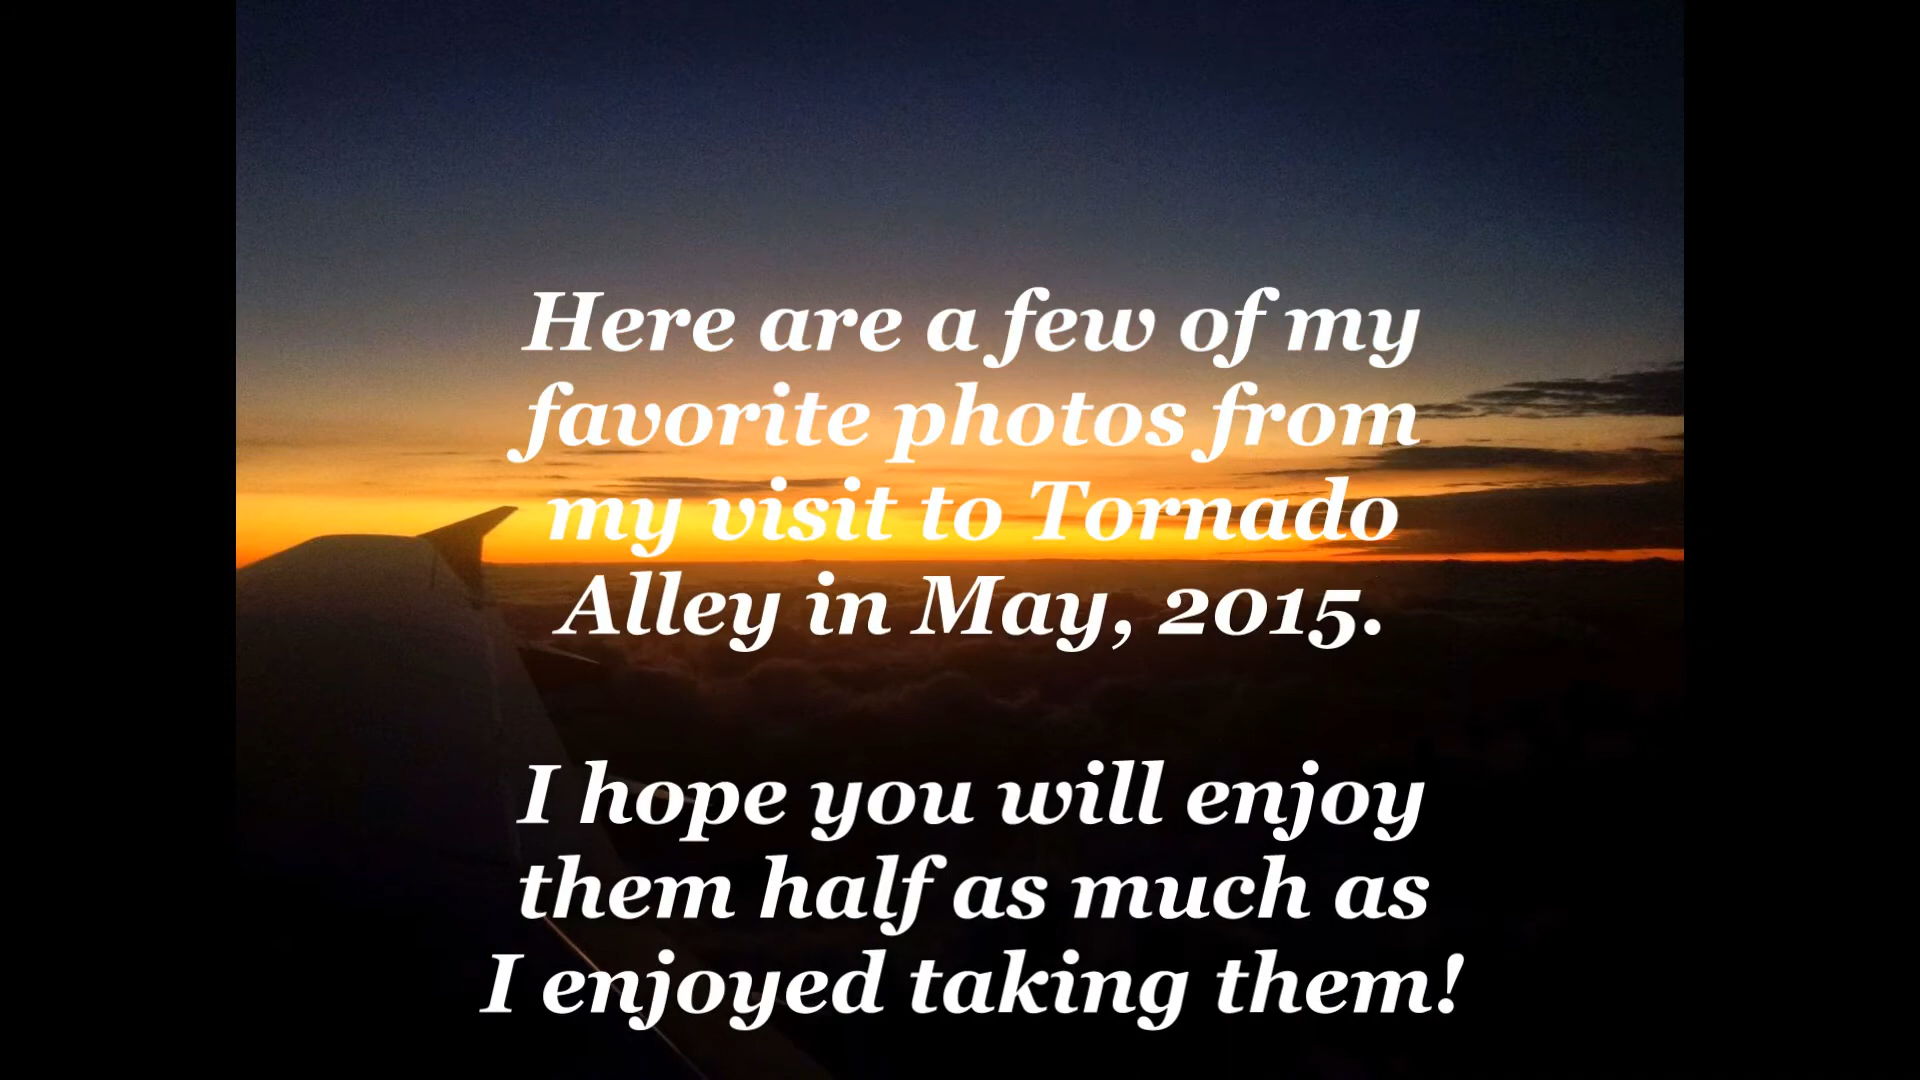 Here are a few of my
favorite photos from
my visit to Tornado
Alley in May, 2015.
I hope you will enjoy
them half as much as
I enjoyed taking them!